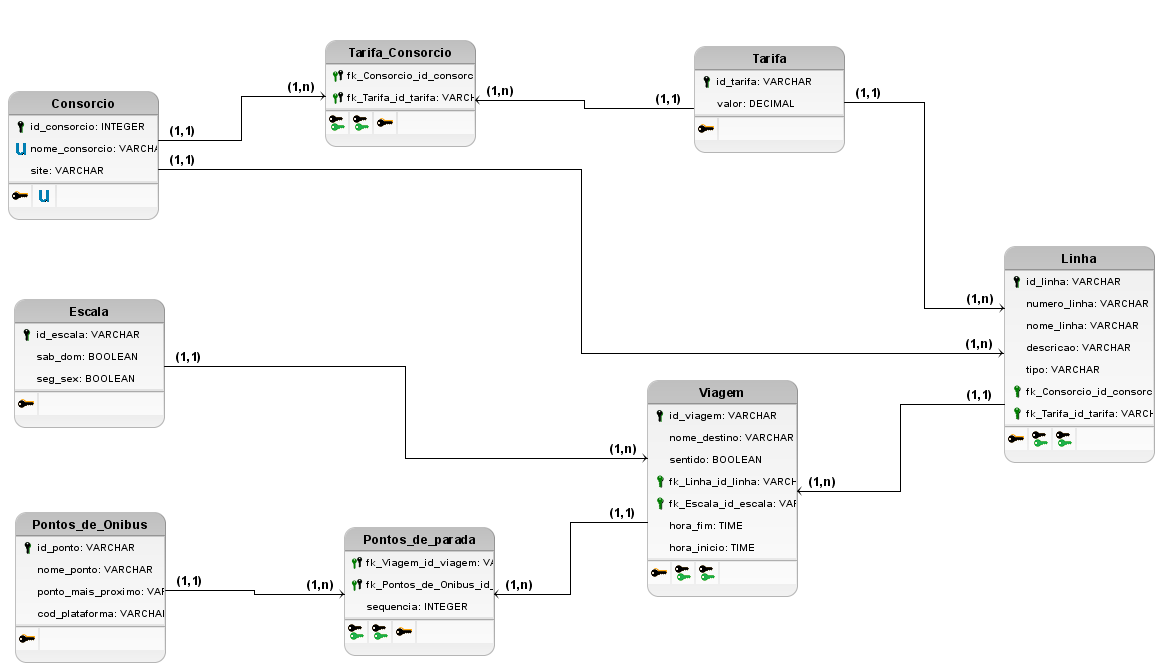 Tarifa_Consorcio
fk_Consorcio_id_consorc
fk_Tarifa_id_tarifa: VARCH
Tarifa
id_tarifa: VARCHAR
valor: DECIMAL
Consorcio
id_consorcio: INTEGER
U nome_consorcio: VARCHA
site: VARCHAR
U
(1,1)
(1,n)
(1,n)
(1,1)
(1,1)
(1,1)
(1,n)
(1,n)
Linha
id_linha: VARCHAR
numero_linha: VARCHAR
nome_linha: VARCHAR
descricao: VARCHAR
tipo: VARCHAR
fk_Consorcio_id_consorc
fk_Tarifa_id_tarifa: VARCH
Escala
id_escala: VARCHAR
sab_dom: BOOLEAN
seg_sex: BOOLEAN
(1,1)
(1,n)
Viagem
id_viagem: VARCHAR
nome_destino: VARCHAR
sentido: BOOLEAN
fk_Linha_id_linha: VARCH
fk_Escala_id_escala: VAF
hora_fim: TIME
hora_inicio: TIME
(1,1)
(1,n)
(1,1)
(1,n)
Pontos_de_Onibus
id_ponto: VARCHAR
nome_ponto: VARCHAR
ponto_mais_proximo: VAF
cod_plataforma: VARCHAI
(1,1)
(1,n)
Pontos_de_parada
fk_Viagem_id_viagem: VA
fk_Pontos_de_Onibus_id_
sequencia: INTEGER